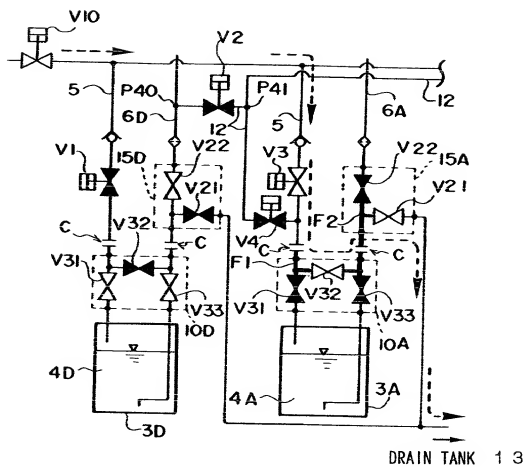 V10
V2
P40
P41
5
6D
12
5
6A
12
V1
15D
V22
V3
V22
15A
V21
V21
F2
C
V32
C
V4
C
F1
C
V31
V33
V32
V31
V33
10D
10A
4D
3D
4A
3A
DRAIN TANK 13